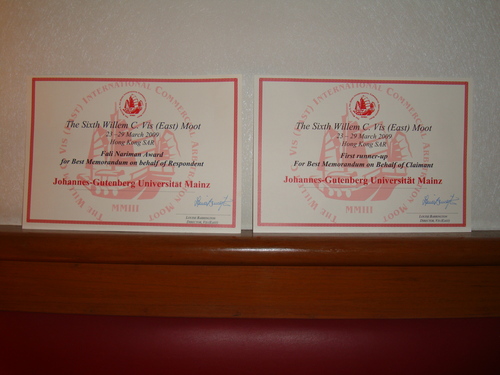 The Sixth Willem C. Vis (East) Moot
23 -29 March 2009
Hong Kong SAR
Fali Nariman Award
for Best Memorandum on behalf of Respondent
Johannes-Gutenberg Universität Mainz
MMIII
The Sixth Willem C. Vis (East) Moot
23 – 29 March 2009
Hong Kong SAR
First runner-up
For Best Memorandum on Behalf of Claimant
Johannes-Gutenberg Universität Mainz
MMIII